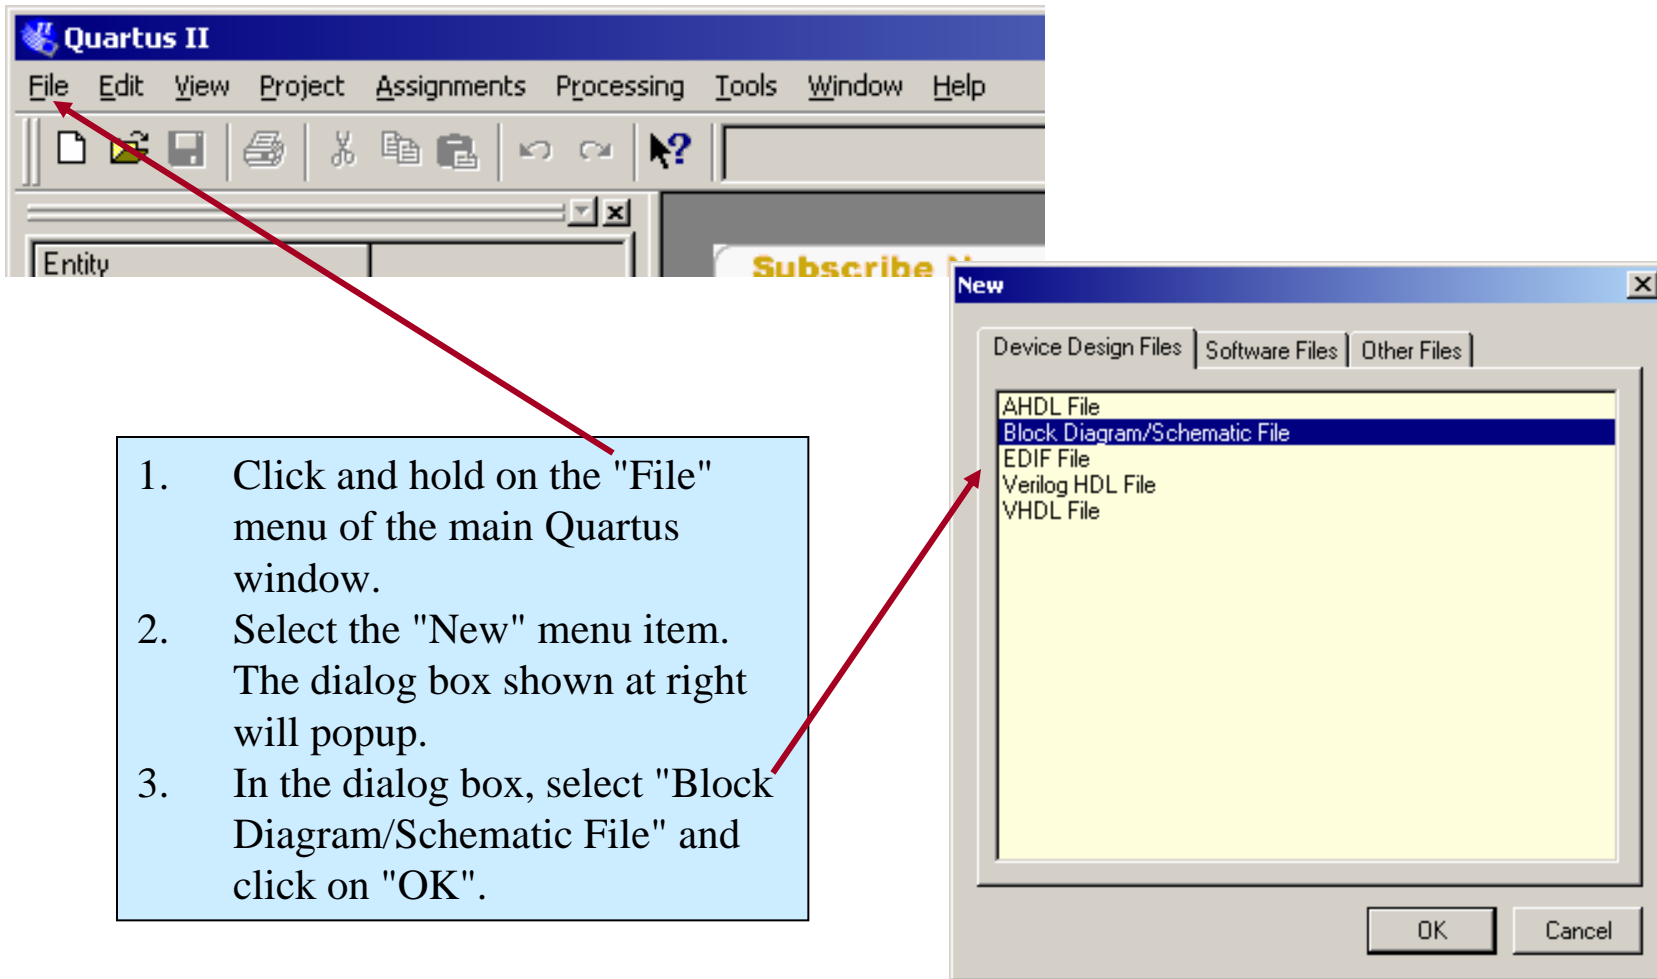 Quartus II
File Edit View Project Assignments Processing Tools Window Help
Entity
Subscribe
New
Device Design Files Software Files Other Files
AHDL File
Block Diagram/Schematic File
EDIF File
Verilog HDL File
VHDL File
OK Cancel
1. Click and hold on the "File"
menu of the main Quartus
window.
2. Select the "New" menu item.
The dialog box shown at right
will popup.
3. In the dialog box, select "Block
Diagram/Schematic File" and
click on "OK".